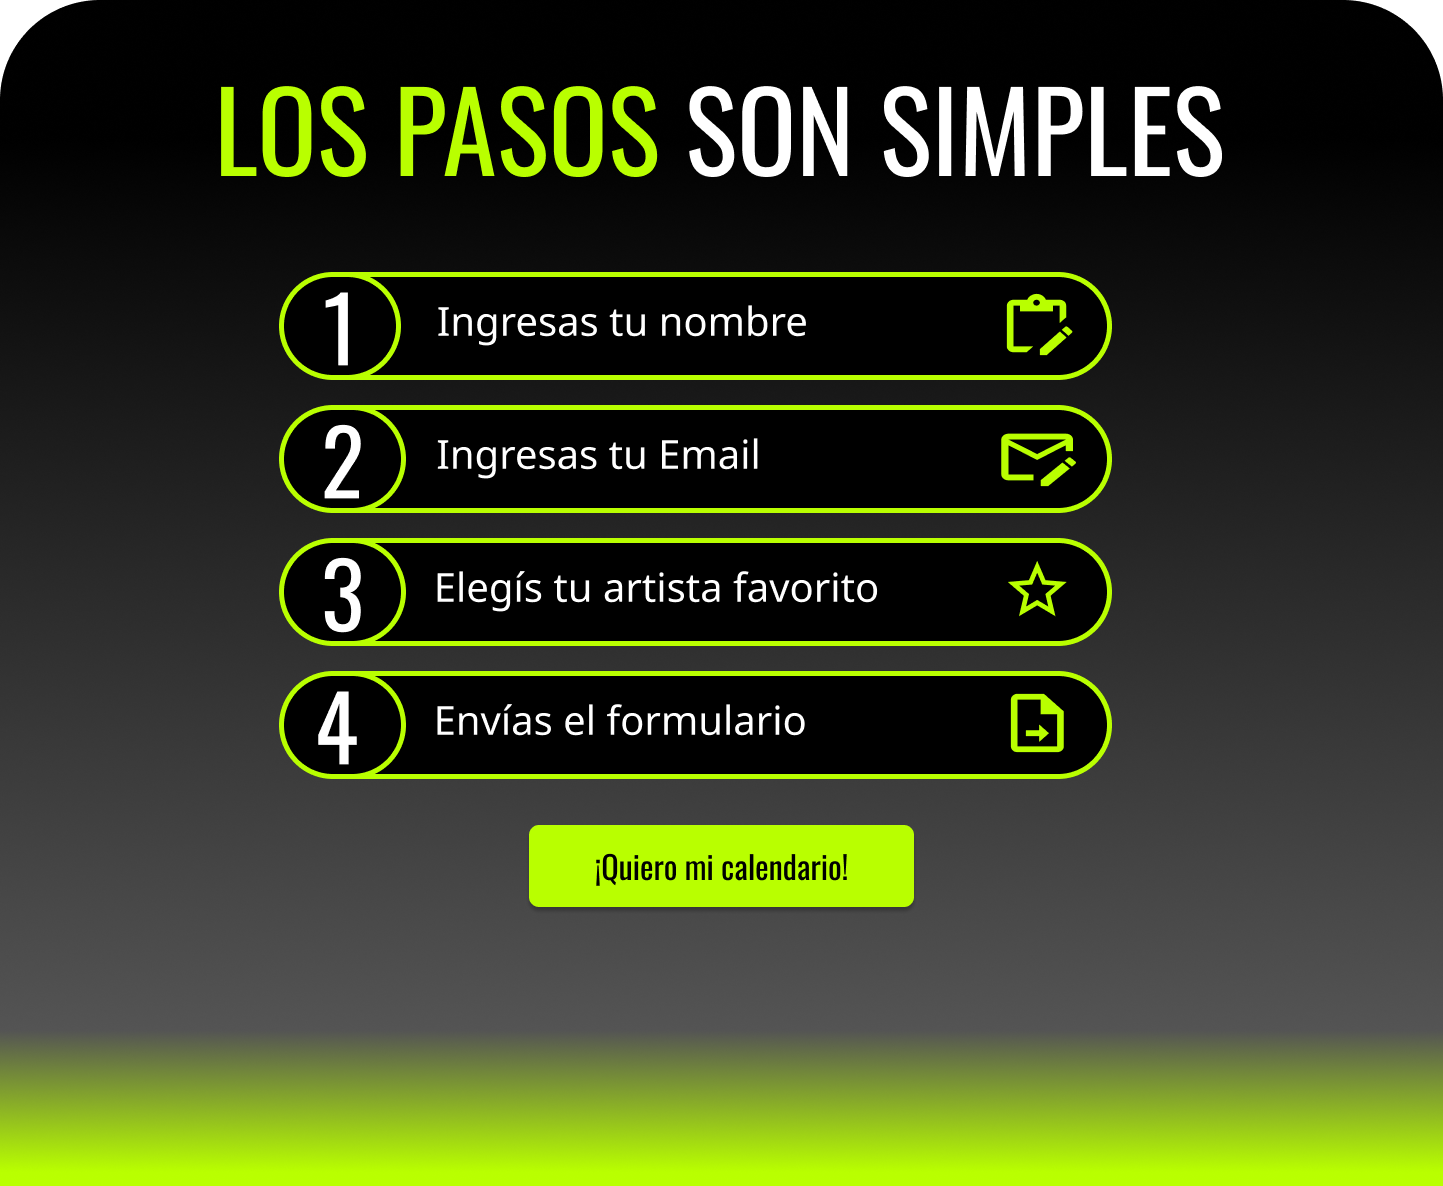 LOS PASOS SON SIMPLES
1 Ingresas tu nombre
2 Ingresas tu Email
3 Elegís tu artista favorito
4 Envías el formulario
¡Quiero mi calendario!